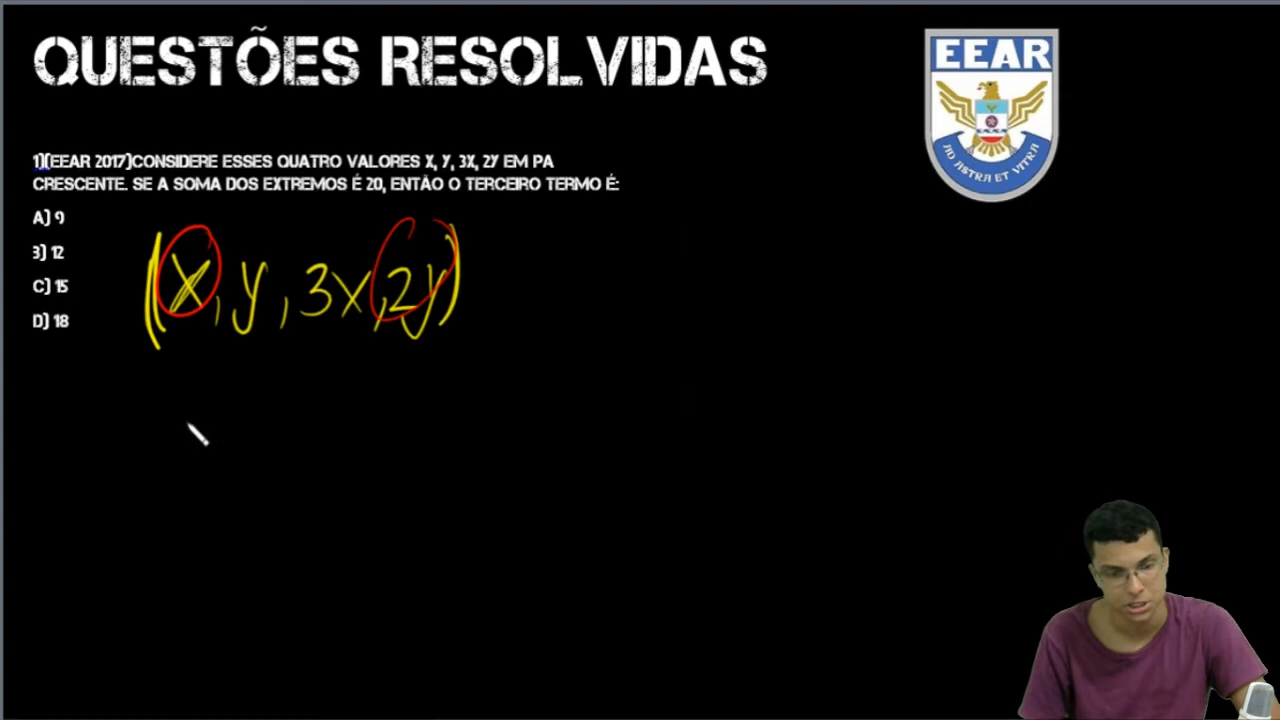 QUESTÕES RESOLVIDAS
EEAR
AD ASTRA ET VLTRA
1)(EEAR 2017)CONSIDERE ESSES QUATRO VALORES X, Y, 3X, 2Y EM PA
CRESCENTE. SE A SOMA DOS EXTREMOS É 20, ENTÃO O TERCEIRO TERMO É:
A) 9
B) 12
C) 15
D) 18
(x, y, 3x, 2y)